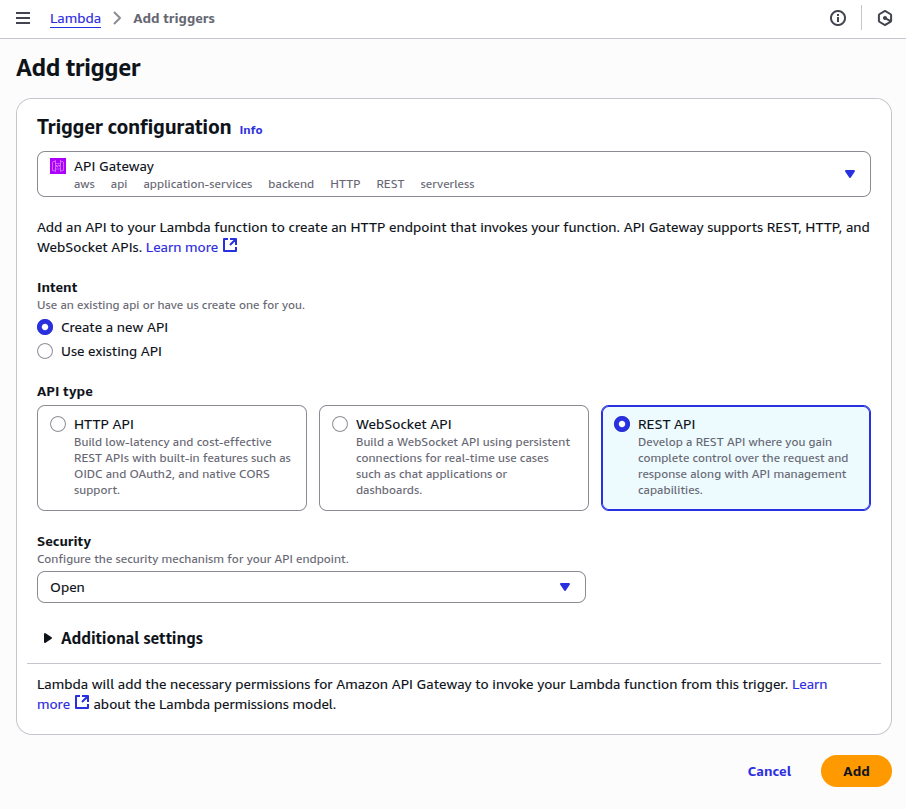 Lambda > Add triggers
Add trigger
Trigger configuration Info
API Gateway
aws api application-services backend HTTP REST serverless
Add an API to your Lambda function to create an HTTP endpoint that invokes your function. API Gateway supports REST, HTTP, and
WebSocket APIs. Learn more
Intent
Use an existing api or have us create one for you.
Create a new API
Use existing API
API type
HTTP API
Build low-latency and cost-effective
REST APIs with built-in features such as
OIDC and OAuth2, and native CORS
support.
WebSocket API
Build a WebSocket API using persistent
connections for real-time use cases
such as chat applications or
dashboards.
REST API
Develop a REST API where you gain
complete control over the request and
response along with API management
capabilities.
Security
Configure the security mechanism for your API endpoint.
Open
Additional settings
Lambda will add the necessary permissions for Amazon API Gateway to invoke your Lambda function from this trigger. Learn
more about the Lambda permissions model.
Cancel Add